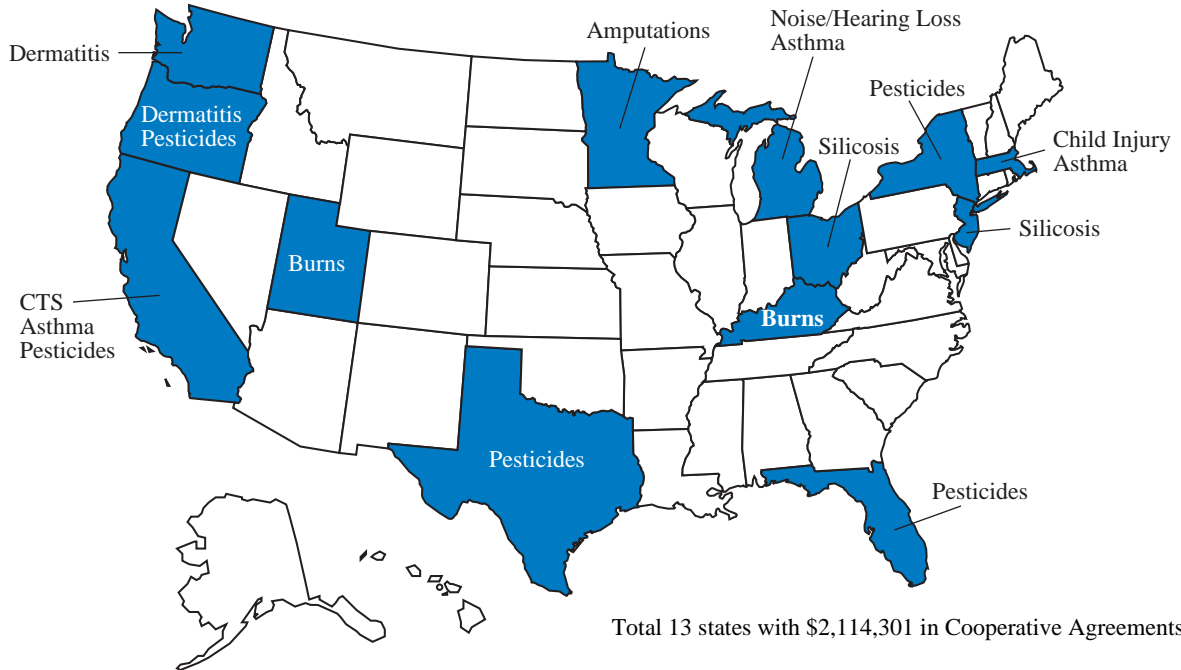 Noise/Hearing Loss
Asthma
Amputations
Dermatitis
Pesticides
Dermatitis
Pesticides
Silicosis
Child Injury
Asthma
Silicosis
Burns
CTS
Asthma
Pesticides
Burns
Pesticides
Pesticides
Total 13 states with $2,114,301 in Cooperative Agreements